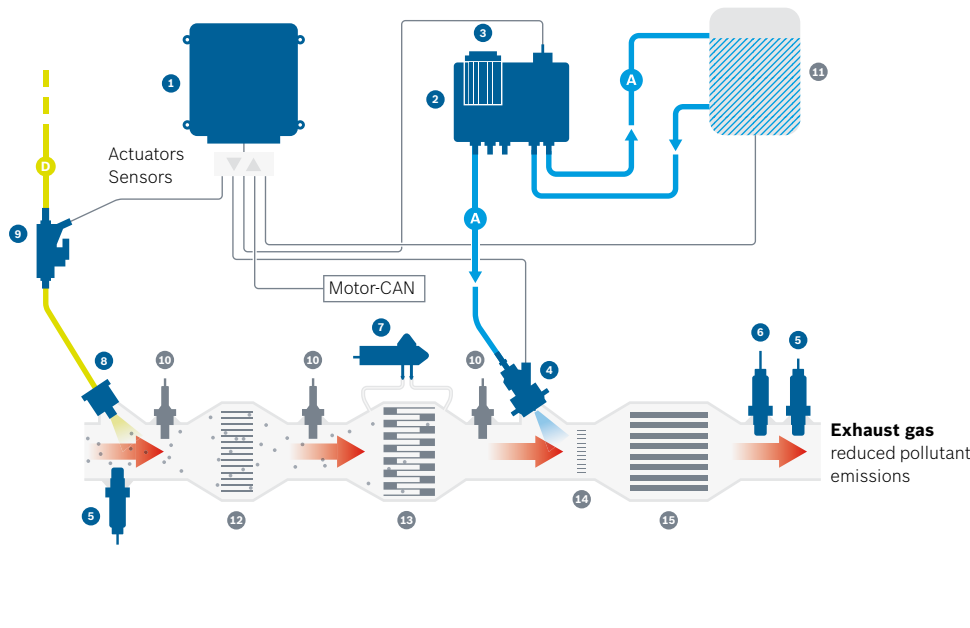 3
1
11
2
A
A
D
Actuators
Sensors
9
Motor-CAN
7
6
5
8
10
10
10
4
Exhaust gas
reduced pollutant
emissions
5
12
13
14
15